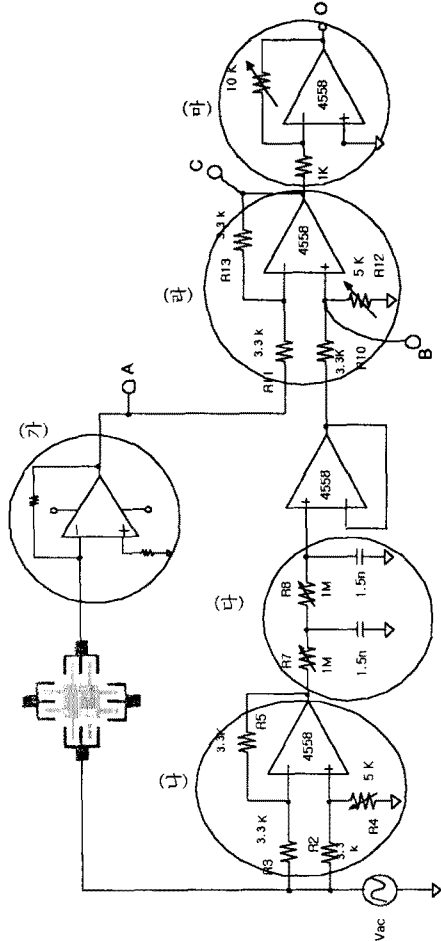 (가)
A
Vac
R3
3.3 K
R2
3.3 k
(나)
3.3K
R5
4558
5 K
R4
(다)
R7
1M
R8
1M
1.5n
1.5n
4558
(라)
R11
3.3 k
R13
3.3 k
3.3K
R10
4558
5 K
R12
B
C
(마)
10 K
1K
4558
O